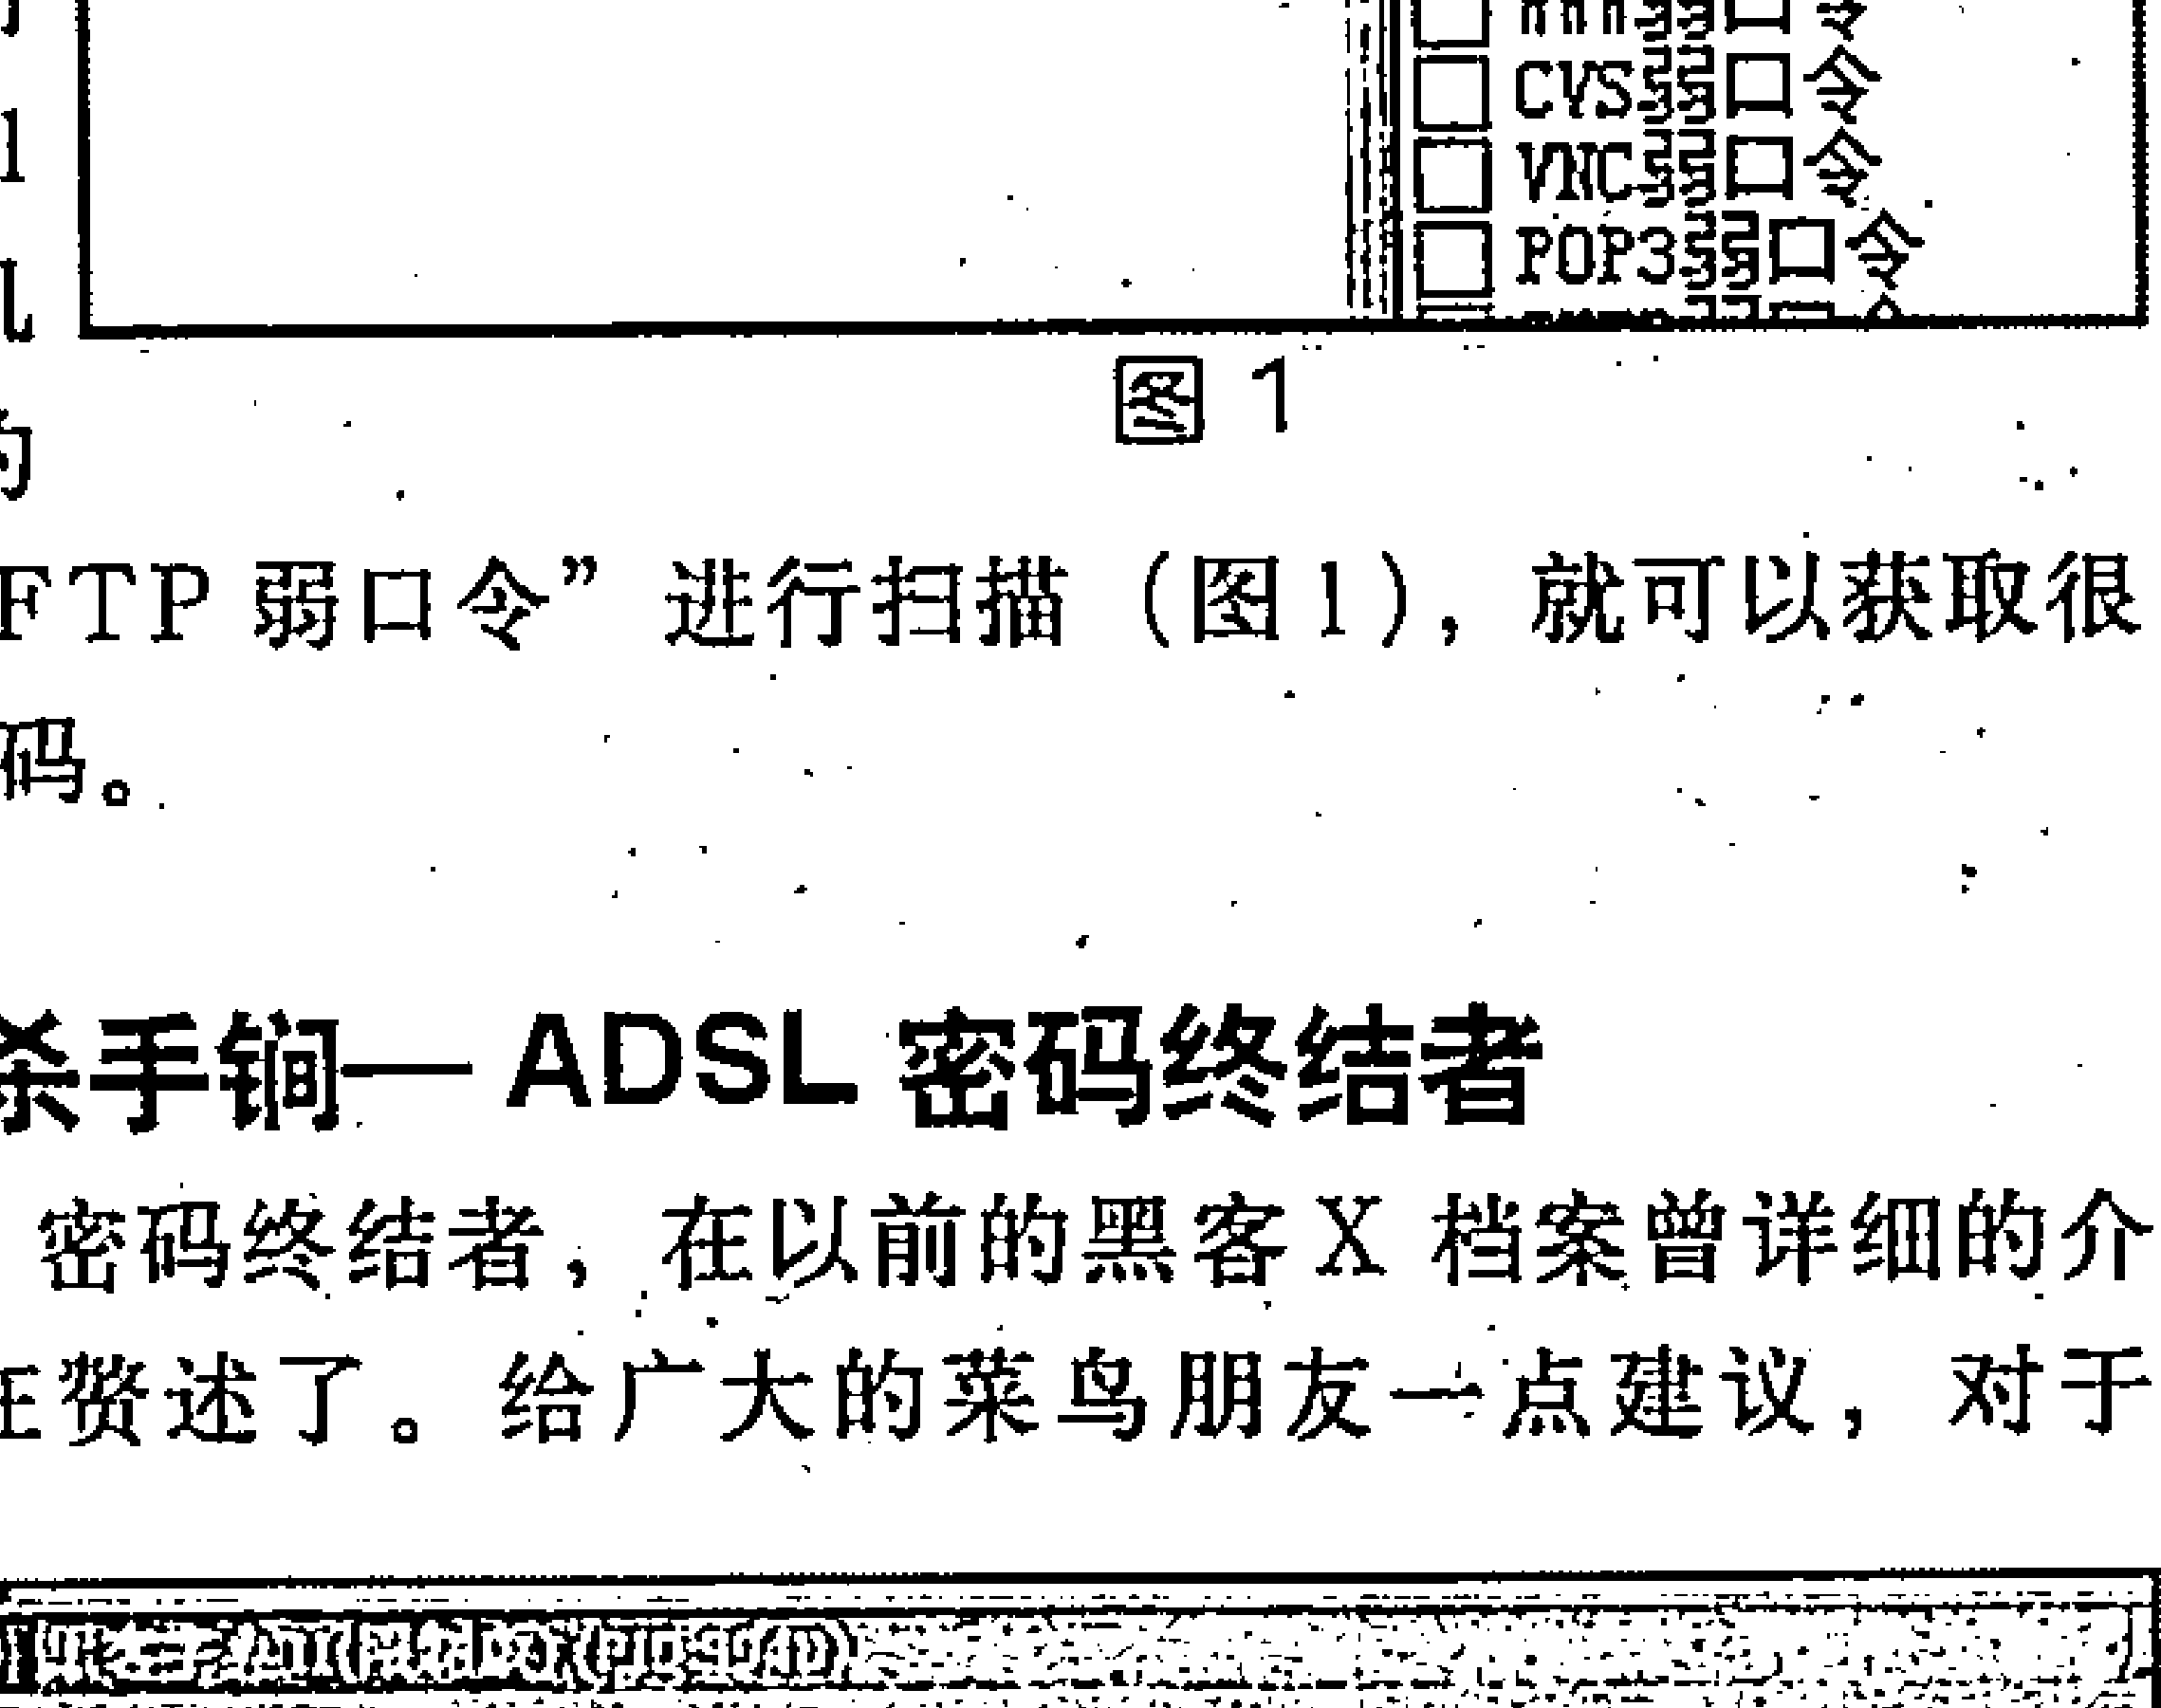 CVS弱口令
VNC弱口令
POP3弱口令
图 1
FTP 弱口令” 进行扫描 (图 1), 就可以获取很
码。
杀手锏— ADSL 密码终结者
密码终结者, 在以前的黑客 X 档案曾详细的介
在赘述了。给广大的菜鸟朋友一点建议, 对于